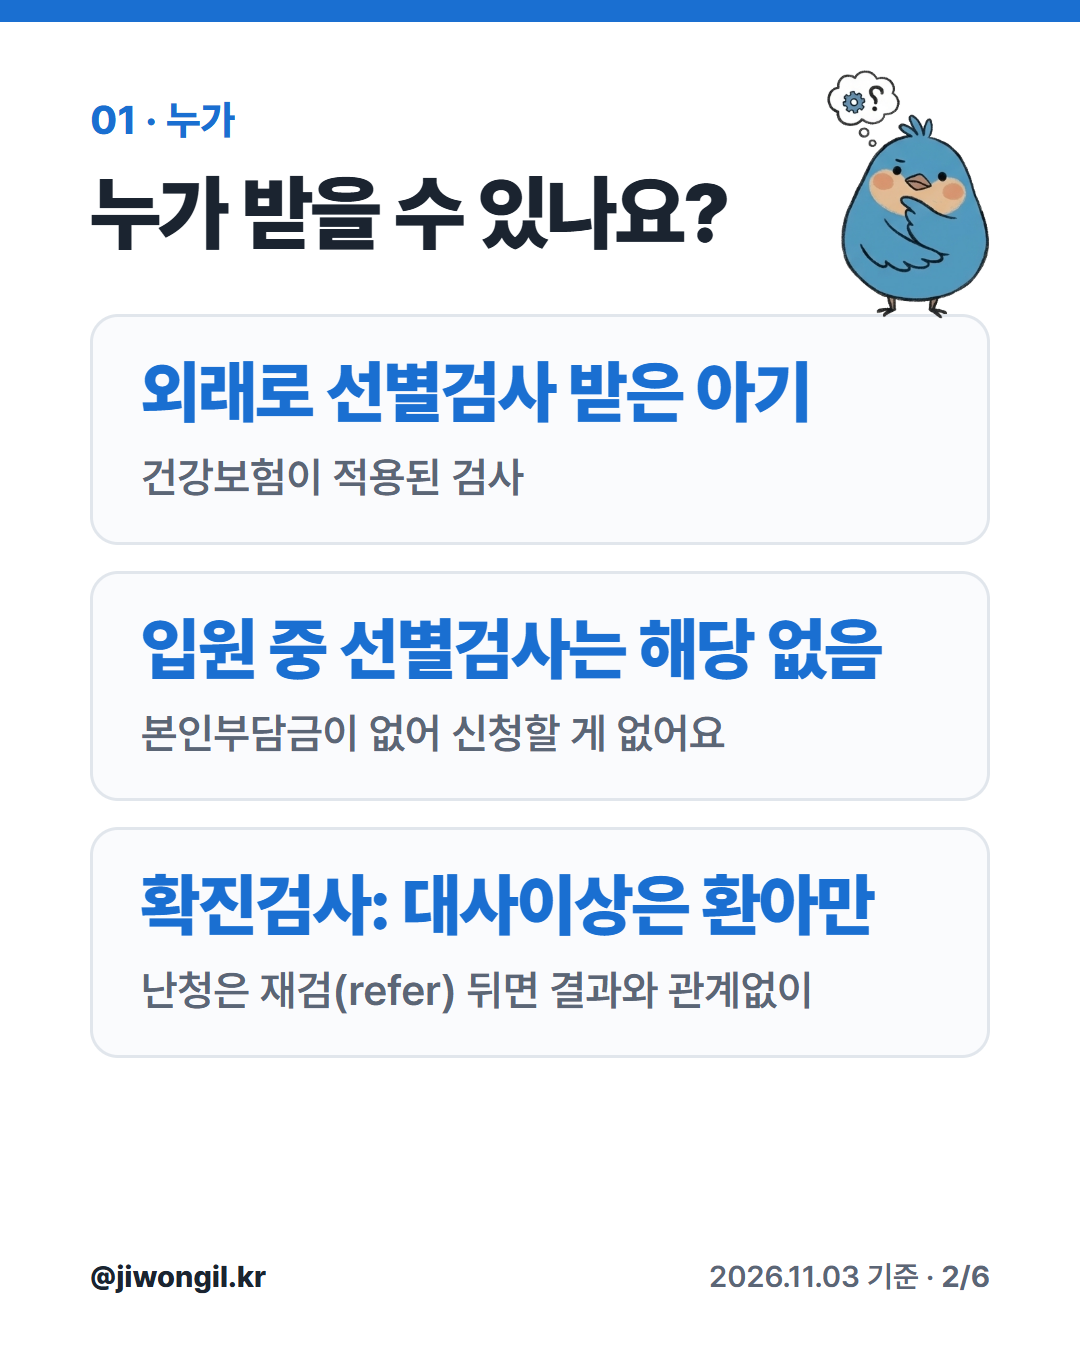 01 · 누가
누가 받을 수 있나요?
외래로 선별검사 받은 아기
건강보험이 적용된 검사
입원 중 선별검사는 해당 없음
본인부담금이 없어 신청할 게 없어요
확진검사: 대사이상은 환아만
난청은 재검(refer) 뒤면 결과와 관계없이
@jiwongil.kr
2026.11.03 기준 · 2/6